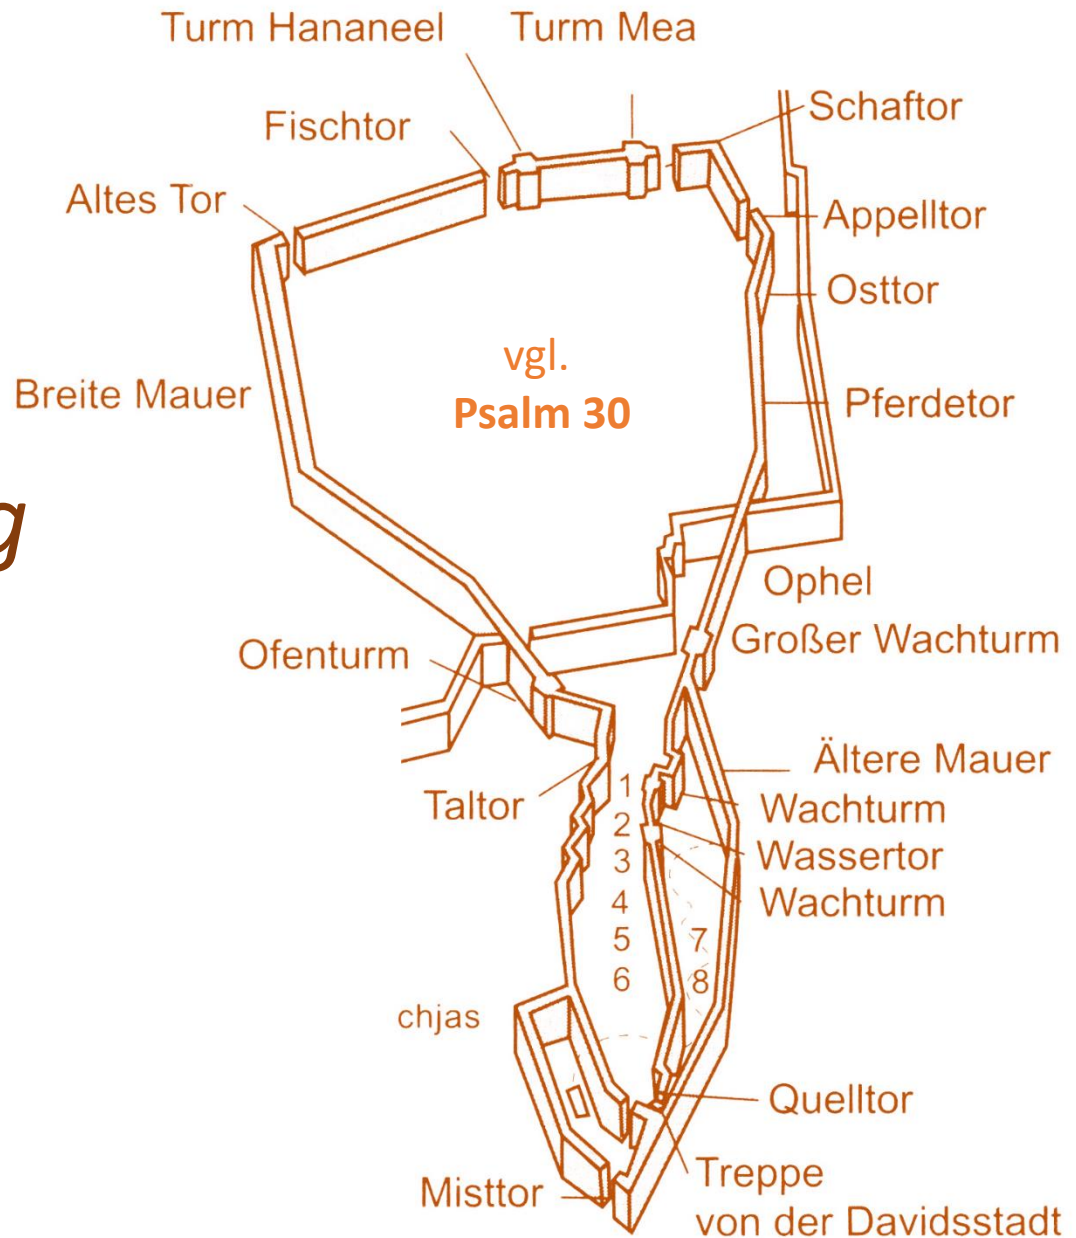 Turm Hananeel
Turm Mea
Schaftor
Fischtor
Altes Tor
Appelltor
Osttor
vgl.
Psalm 30
Breite Mauer
Pferdetor
g
Ophel
Großer Wachturm
Ofenturm
Ältere Mauer
Taltor
1
Wachturm
2
Wassertor
3
Wachturm
4
5
6
7
8
chjas
Quelltor
Treppe
von der Davidsstadt
Misttor